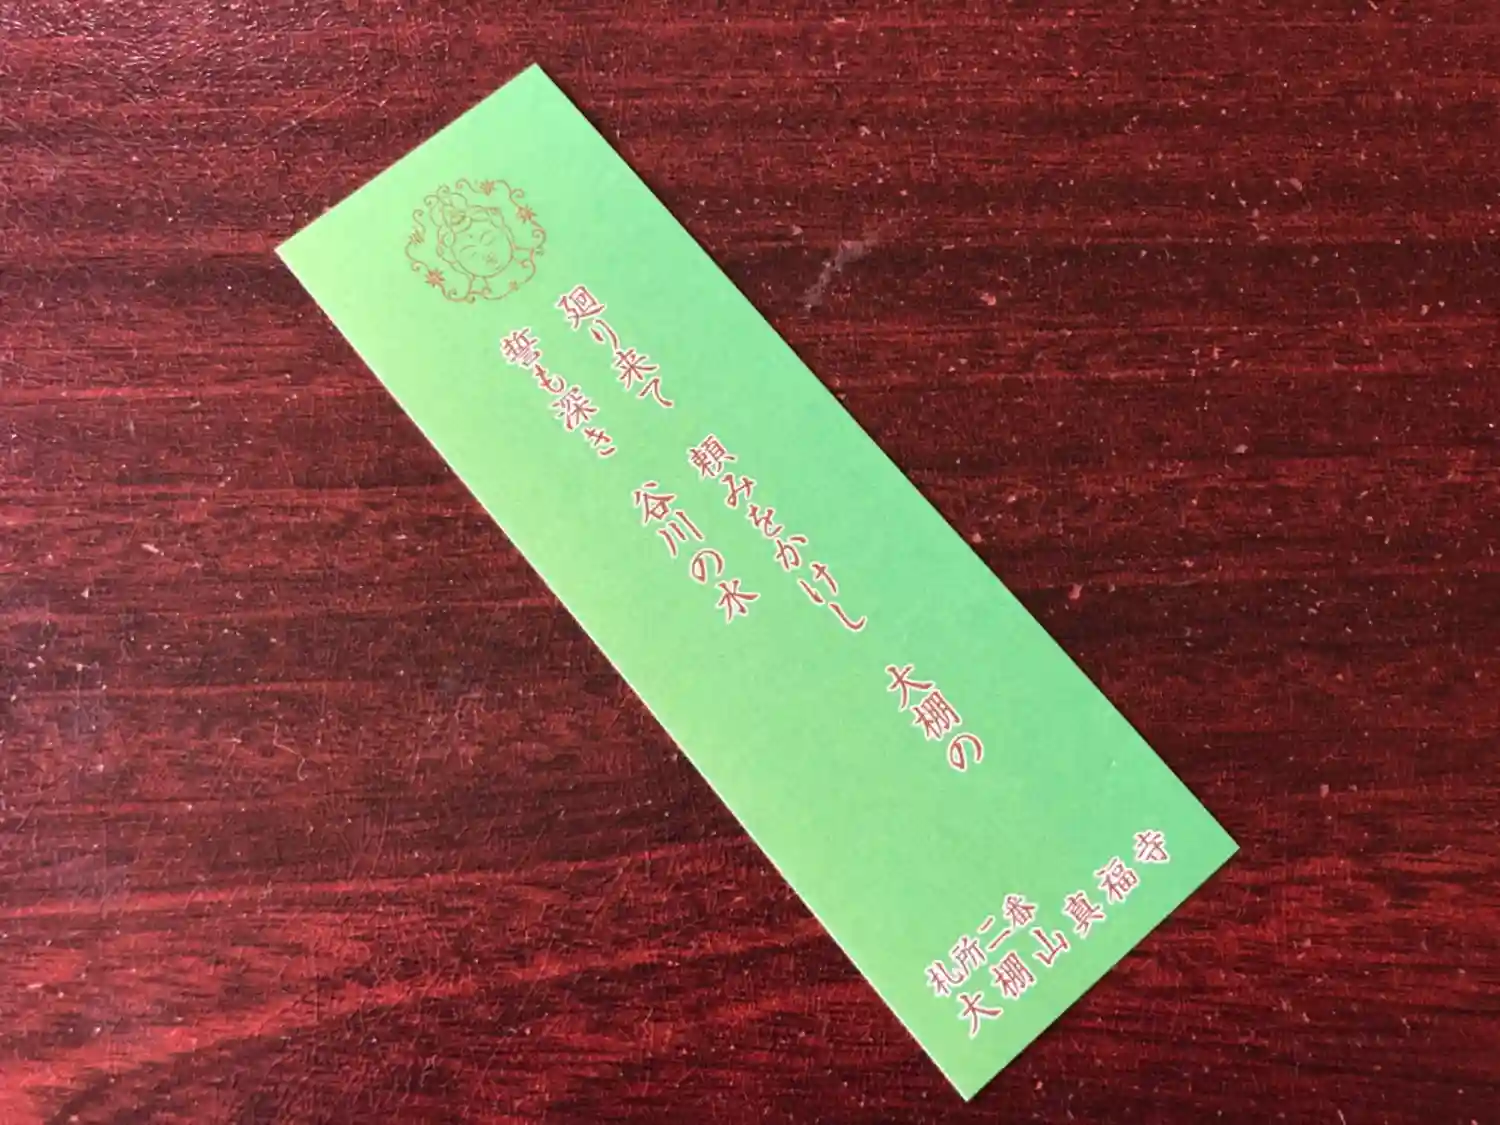 廻り来て 頼みをかけし 大棚の
誓も深き 谷川の水
札所二番
大棚山真福寺